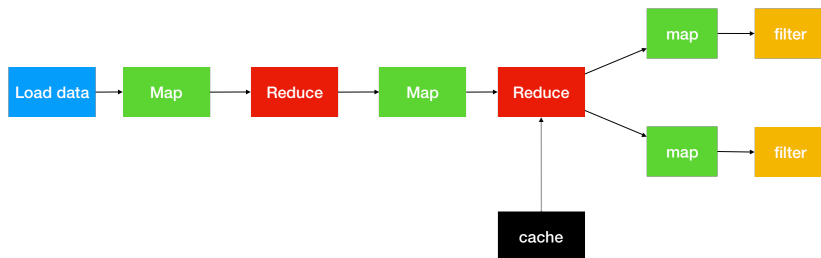 Load data
Map
Reduce
Map
Reduce
map
filter
map
filter
cache